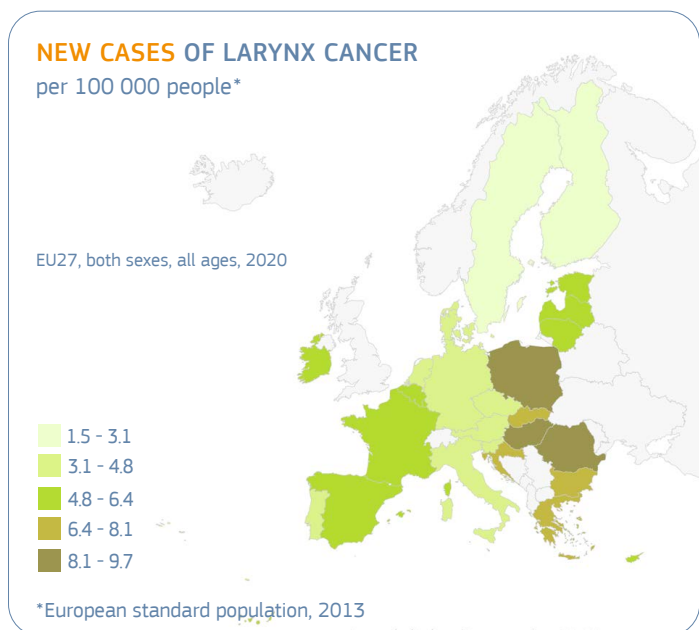 NEW CASES OF LARYNX CANCER
per 100 000 people*
EU27, both sexes, all ages, 2020
1.5 - 3.1
3.1 - 4.8
4.8 - 6.4
6.4 - 8.1
8.1 - 9.7
*European standard population, 2013